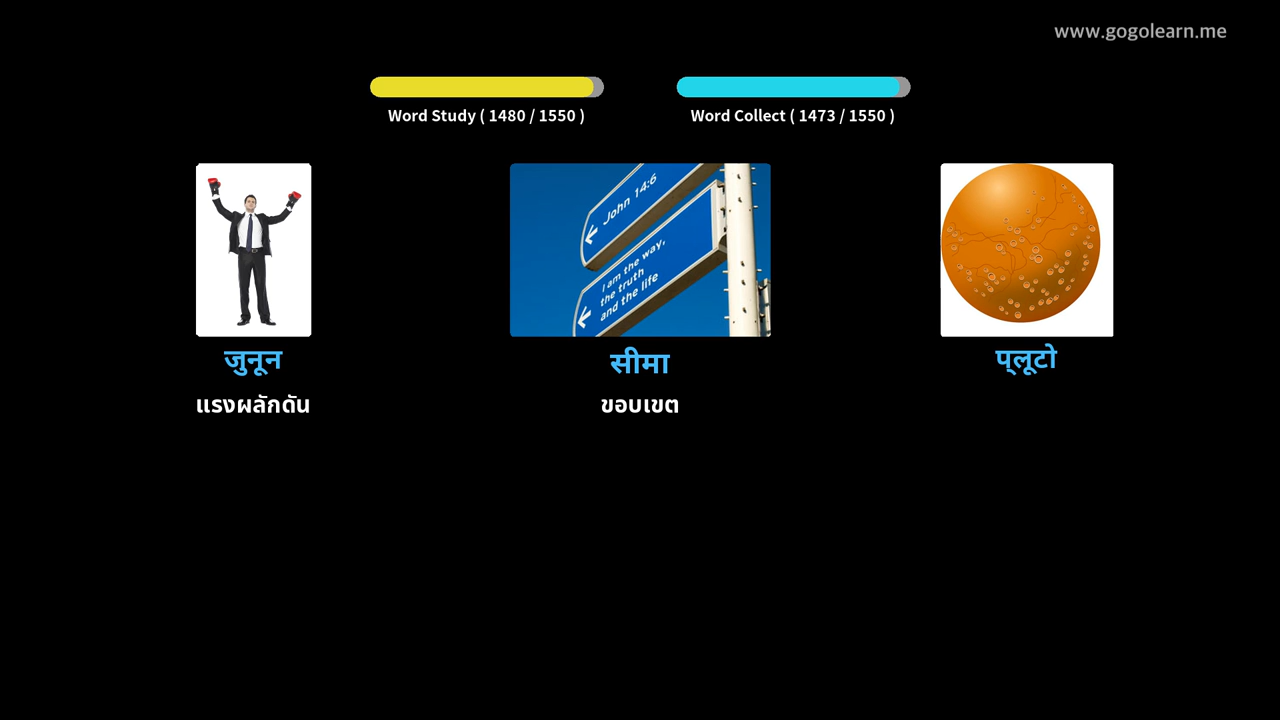 www.gogolearn.me
Word Study ( 1480 / 1550 )
Word Collect ( 1473 / 1550 )
John 14:6
I am the way,
the truth
and the life
जुनून
सीमा
प्लूटो
แรงผลักดัน
ขอบเขต